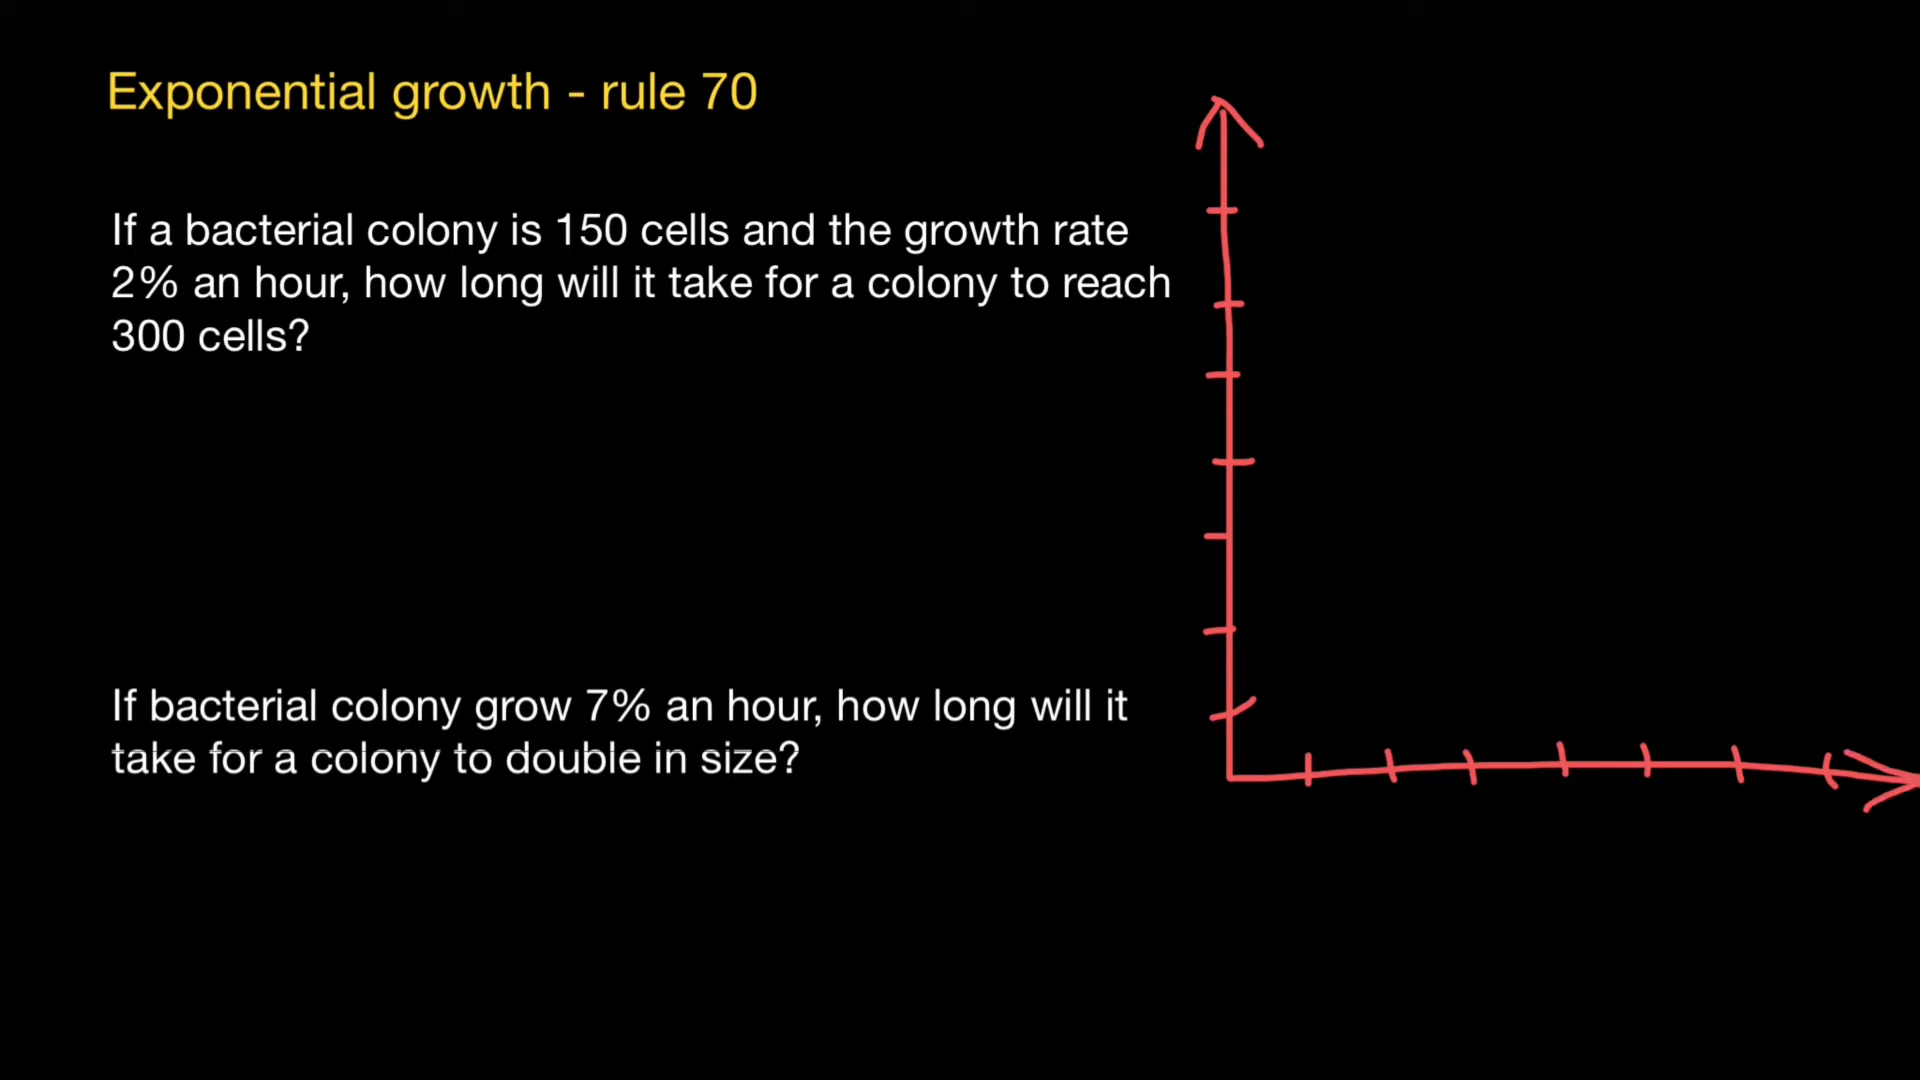 Exponential growth - rule 70
If a bacterial colony is 150 cells and the growth rate
2% an hour, how long will it take for a colony to reach
300 cells?
If bacterial colony grow 7% an hour, how long will it
take for a colony to double in size?